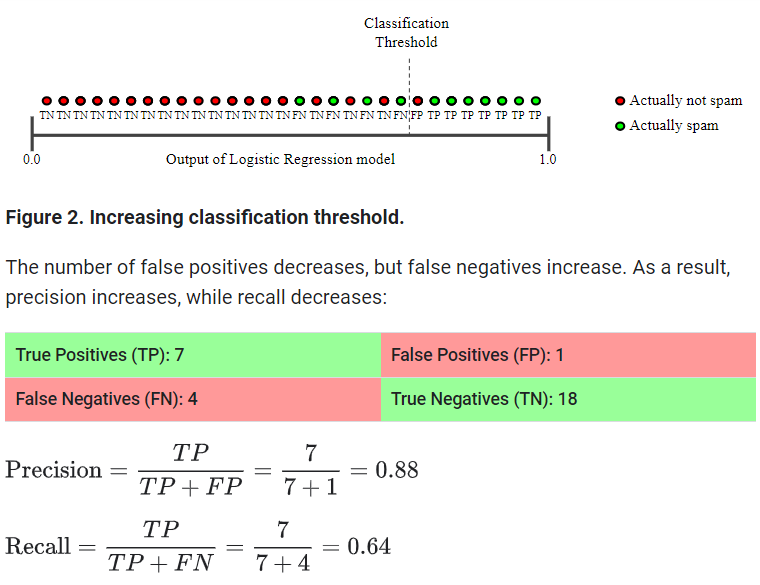 Classification
Threshold
Actually not spam
TN TN TN TN TN TN TN TN TN TN TN TN TN TN TN FN TN FN TN FN TN FN FP TP TP TP TP TP TP TP
Actually spam
0.0 Output of Logistic Regression model 1.0
Figure 2. Increasing classification threshold.
The number of false positives decreases, but false negatives increase. As a result,
precision increases, while recall decreases:
True Positives (TP): 7 False Positives (FP): 1
False Negatives (FN): 4 True Negatives (TN): 18
Precision = TP / (TP + FP) = 7 / (7 + 1) = 0.88
Recall = TP / (TP + FN) = 7 / (7 + 4) = 0.64